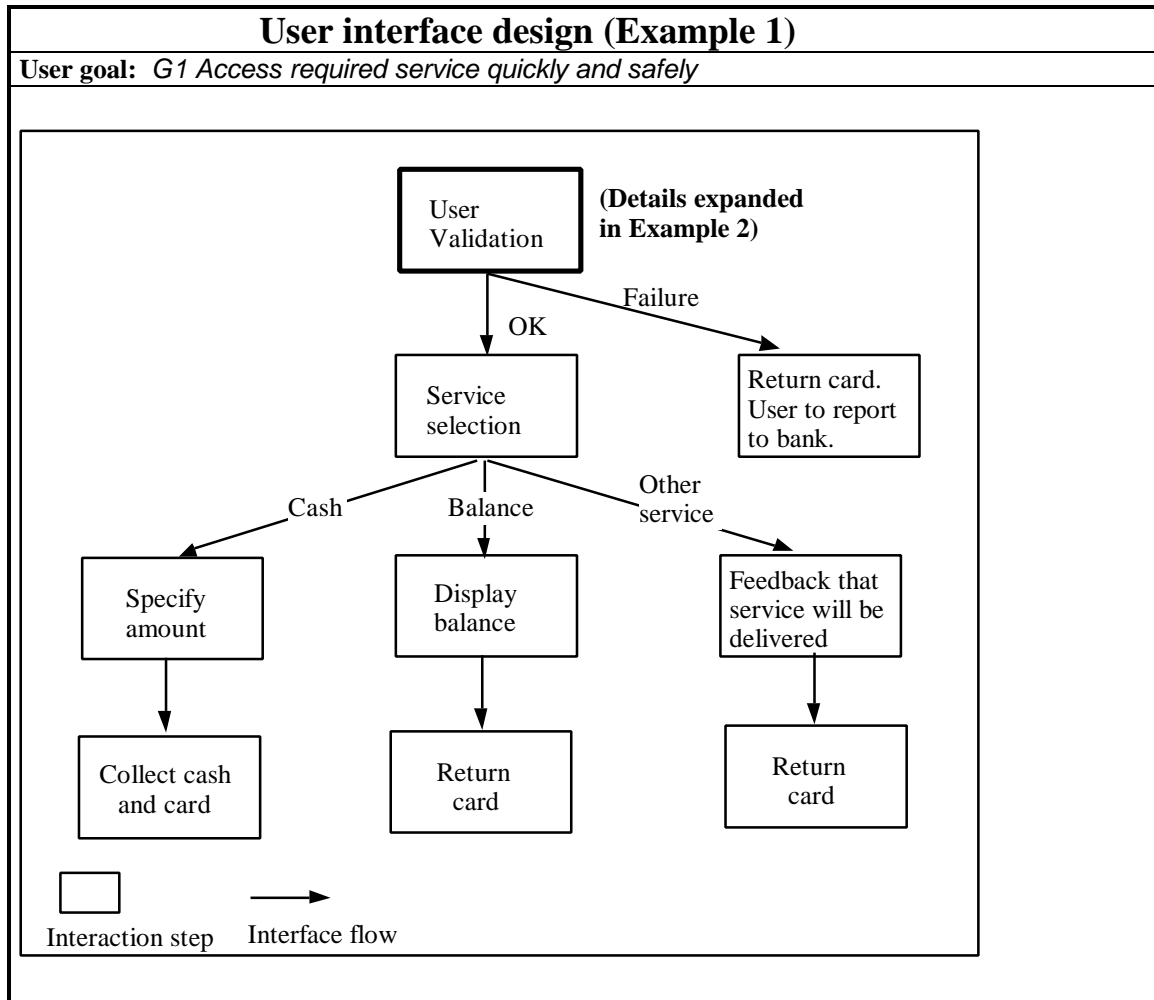 User interface design (Example 1)
User goal: G1 Access required service quickly and safely
User
Validation
(Details expanded
in Example 2)
Failure
OK
Service
selection
Return card.
User to report
to bank.
Cash
Balance
Other
service
Specify
amount
Display
balance
Feedback that
service will be
delivered
Collect cash
and card
Return
card
Return
card
Interaction step
Interface flow